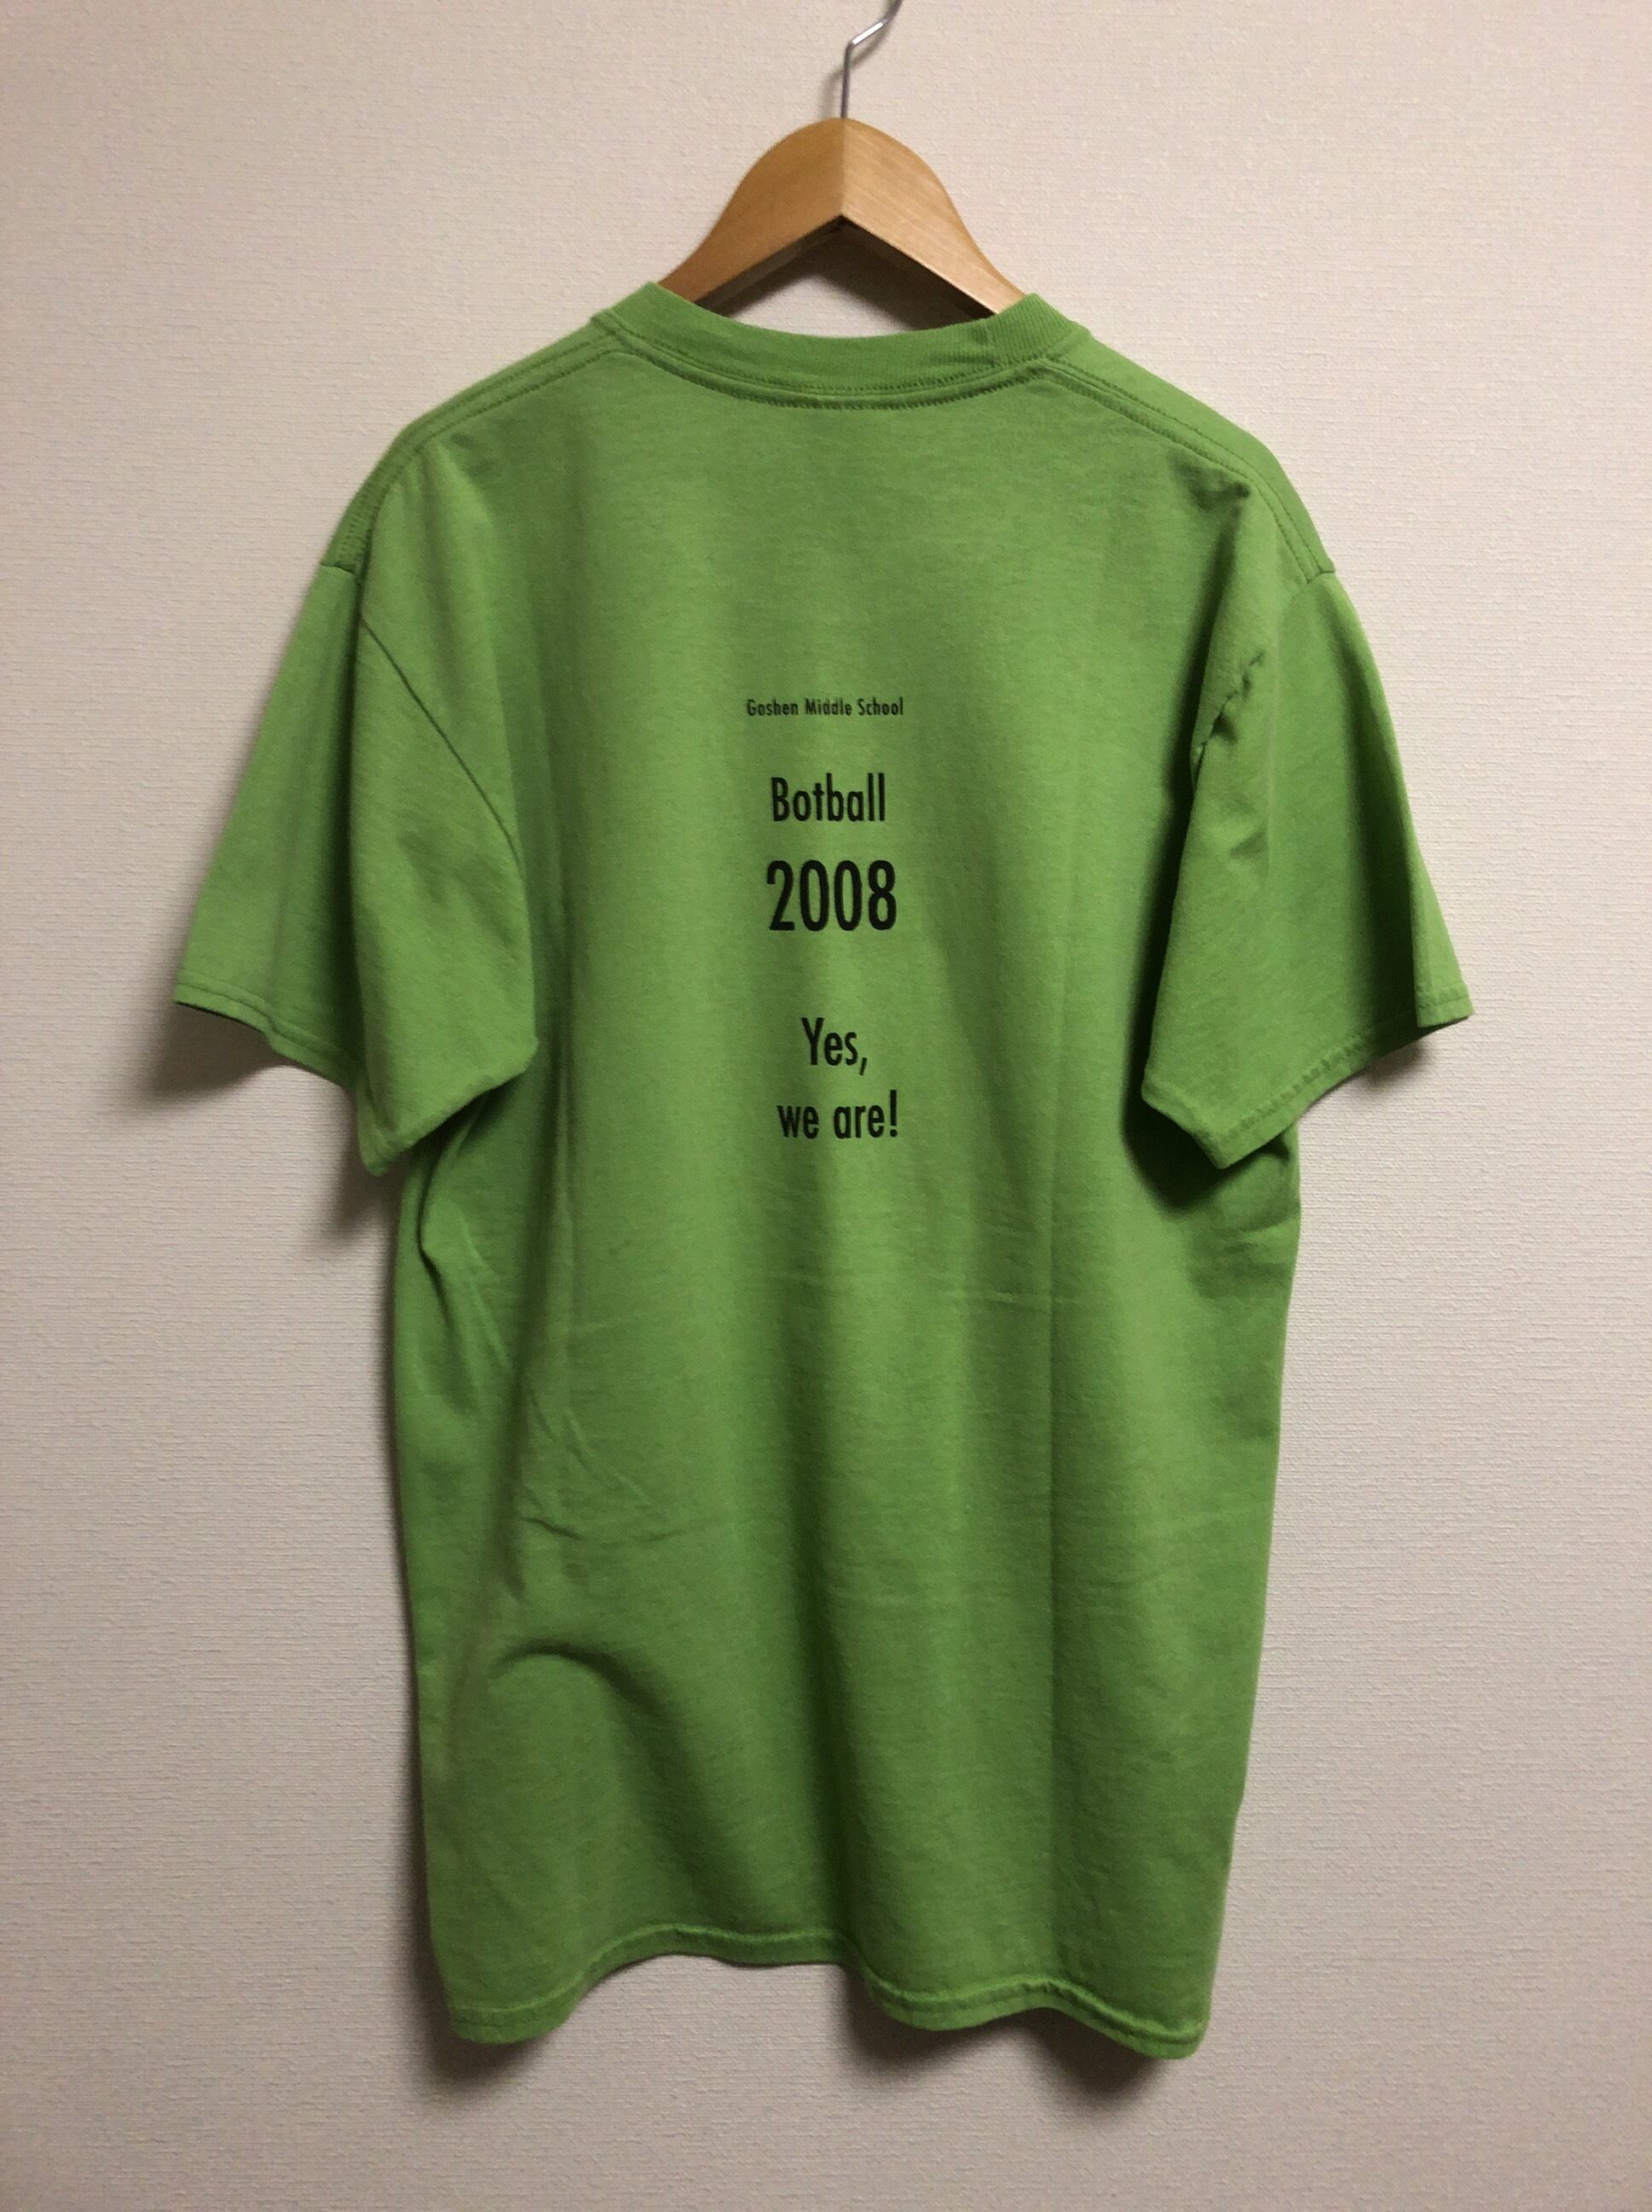 Goshen Middle School
Botball
2008
Yes,
we are!